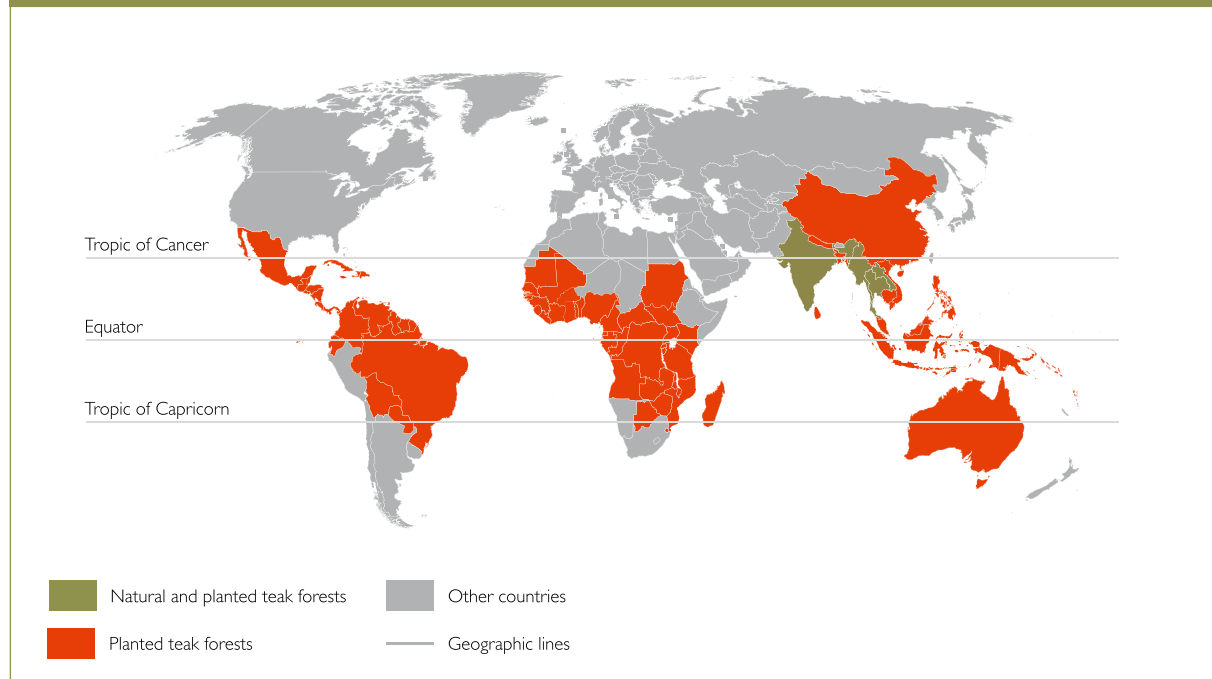 Tropic of Cancer
Equator
Tropic of Capricorn
Natural and planted teak forests
Other countries
Planted teak forests
Geographic lines